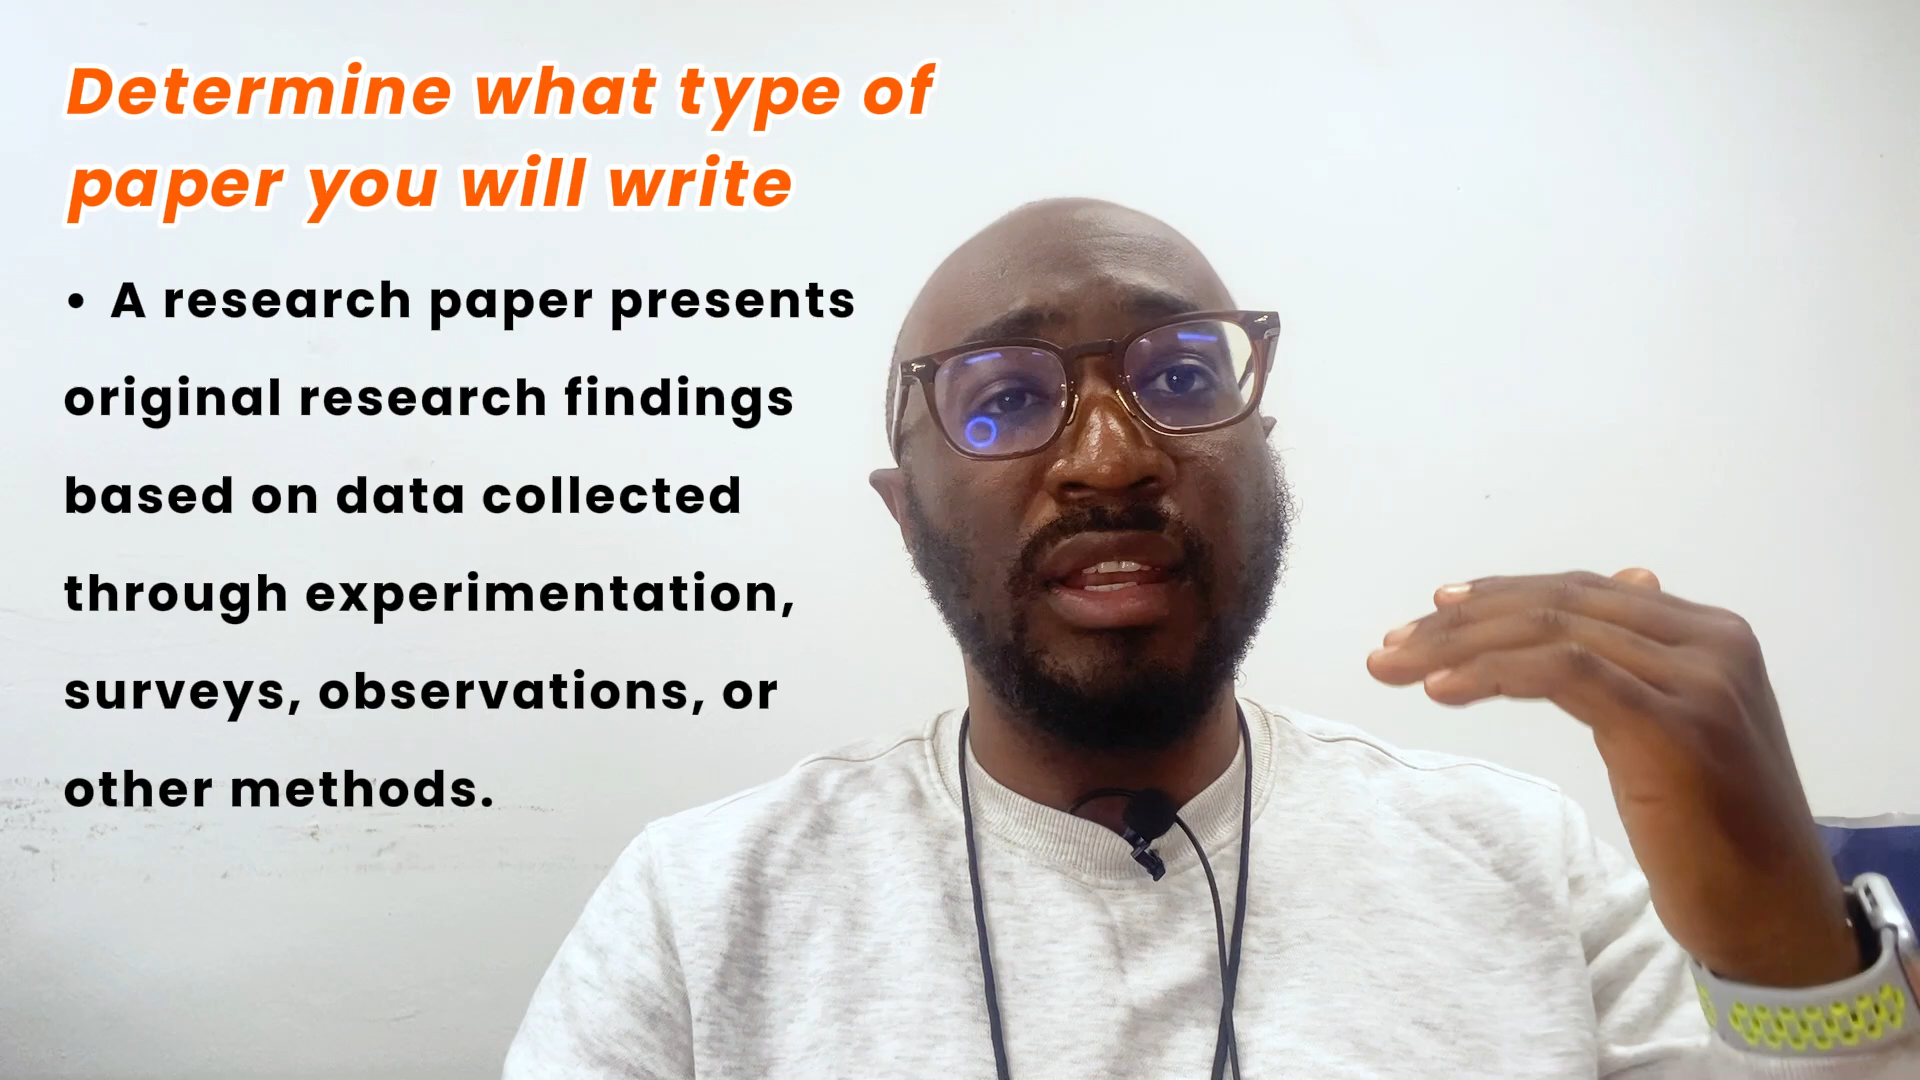 Determine what type of
paper you will write
• A research paper presents
original research findings
based on data collected
through experimentation,
surveys, observations, or
other methods.